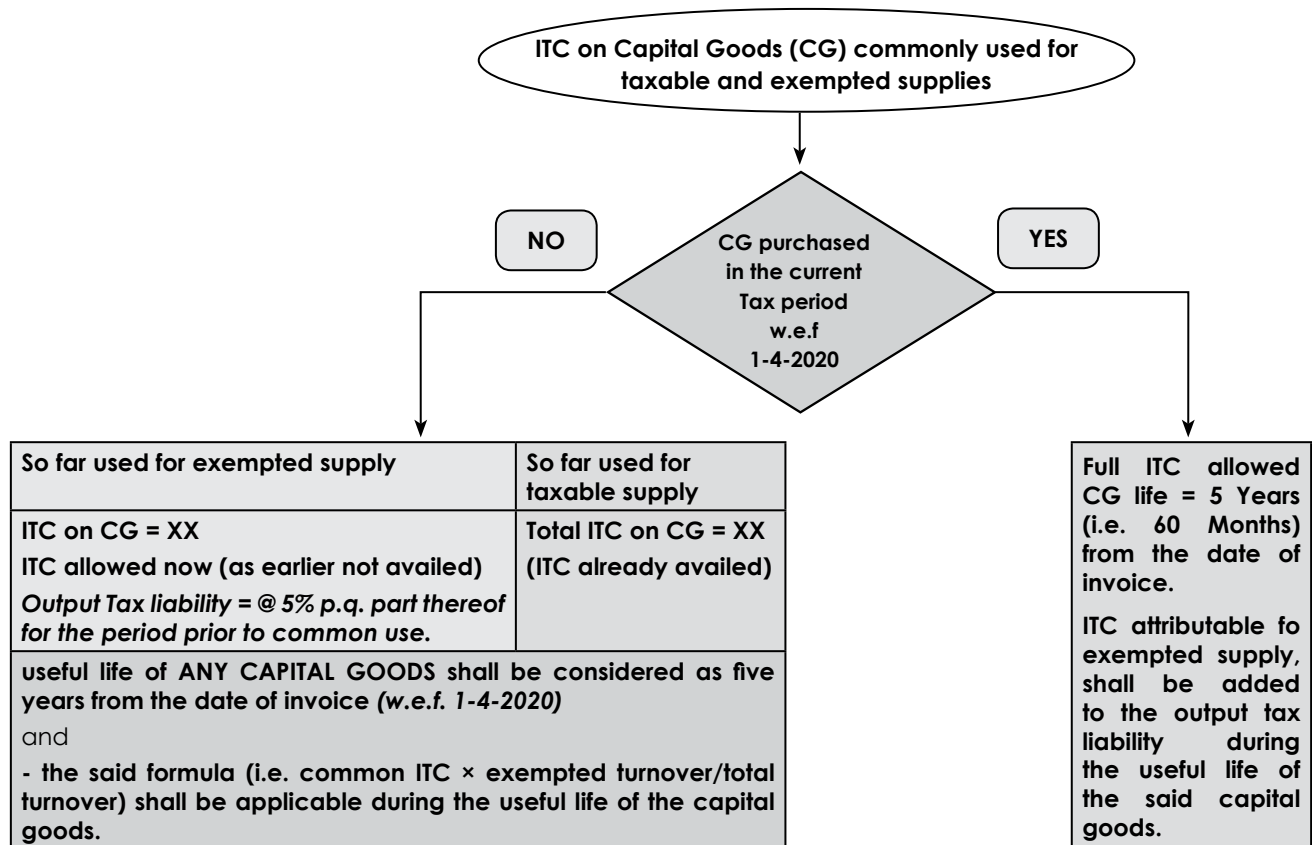 ITC on Capital Goods (CG) commonly used for
taxable and exempted supplies
NO
CG purchased
in the current
Tax period
w.e.f
1-4-2020
YES
So far used for exempted supply
So far used for
taxable supply
ITC on CG = XX
ITC allowed now (as earlier not availed)
Output Tax liability = @ 5% p.q. part thereof
for the period prior to common use.
Total ITC on CG = XX
(ITC already availed)
useful life of ANY CAPITAL GOODS shall be considered as five
years from the date of invoice (w.e.f. 1-4-2020)
and
- the said formula (i.e. common ITC × exempted turnover/total
turnover) shall be applicable during the useful life of the capital
goods.
Full ITC allowed
CG life = 5 Years
(i.e. 60 Months)
from the date of
invoice.
ITC attributable fo
exempted supply,
shall be added
to the output tax
liability during
the useful life of
the said capital
goods.